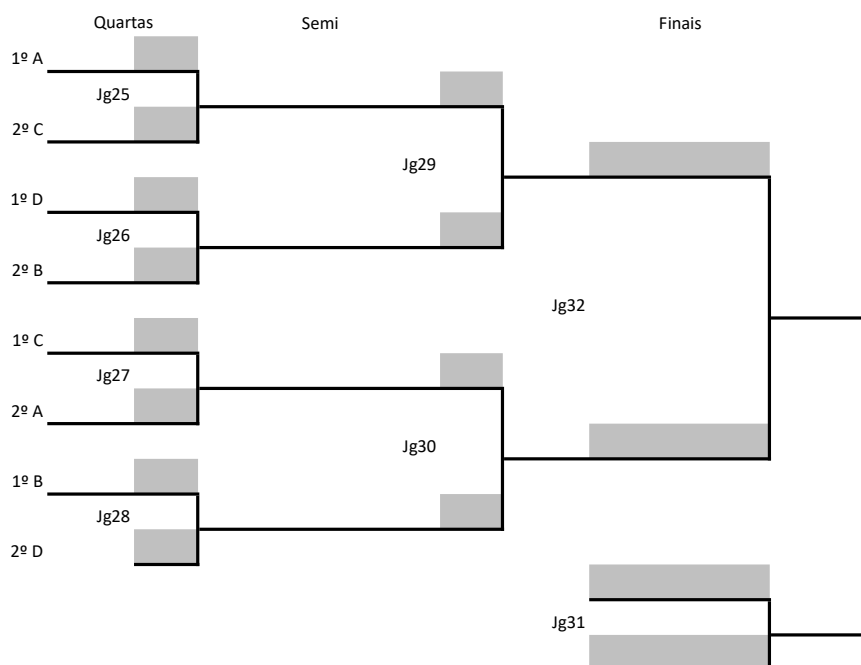 Quartas Semi Finais
1º A
Jg25
2º C
Jg29
1º D
Jg26
2º B
Jg32
1º C
Jg27
2º A
Jg30
1º B
Jg28
2º D
Jg31